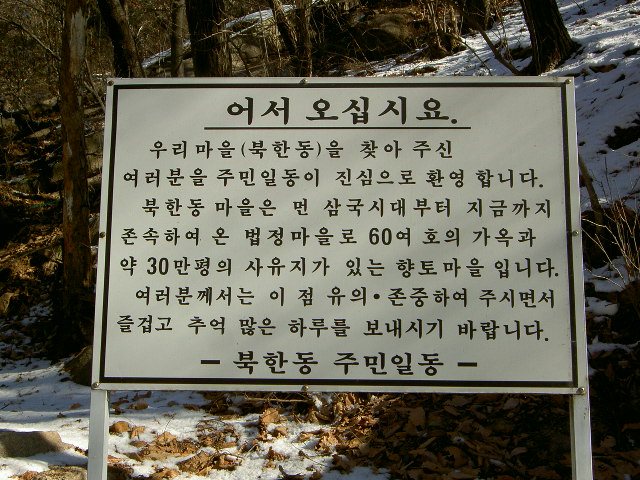 어서 오십시요.
우리마을(북한동)을 찾아 주신
여러분을 주민일동이 진심으로 환영 합니다.
북한동 마을은 먼 삼국시대부터 지금까지
존속하여 온 법정마을로 60여 호의 가옥과
약 30만평의 사유지가 있는 향토마을 입니다.
여러분께서는 이 점 유의·존중하여 주시면서
즐겁고 추억 많은 하루를 보내시기 바랍니다.
– 북한동 주민일동 –